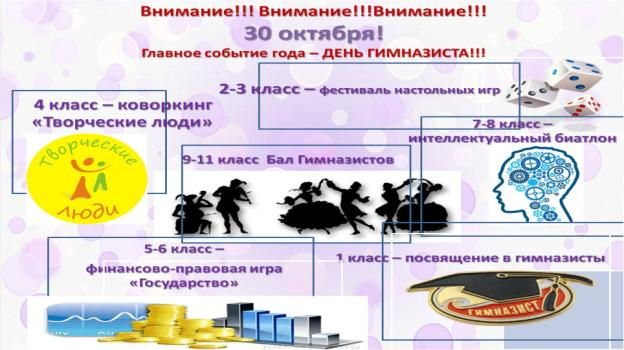 Внимание!!! Внимание!!!Внимание!!!
30 октября!
Главное событие года – ДЕНЬ ГИМНАЗИСТА!!!
2-3 класс – фестиваль настольных игр
4 класс – коворкинг
«Творческие люди»
Творческие
люди
7-8 класс –
интеллектуальный биатлон
9-11 класс Бал Гимназистов
5-6 класс –
финансово-правовая игра
«Государство»
1 класс – посвящение в гимназисты
ГИМНАЗИСТ